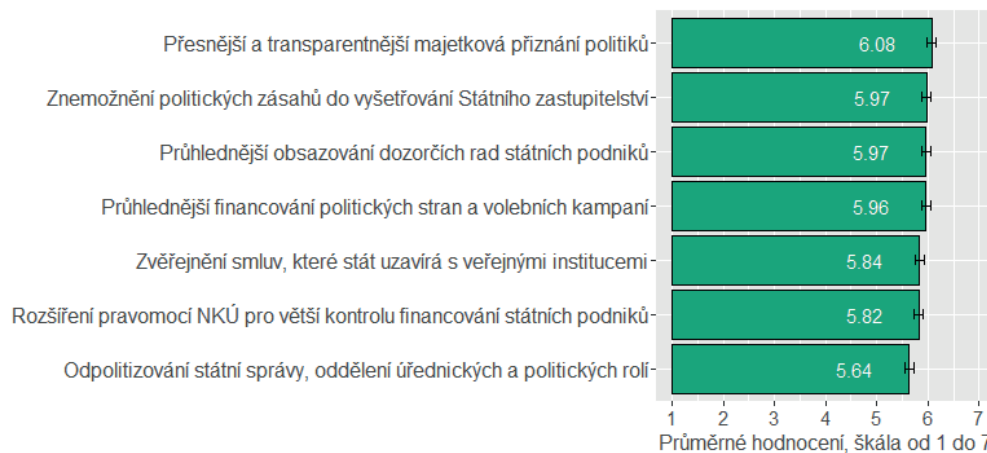 Přesnější a transparentnější majetková přiznání politiků
6.08
Znemožnění politických zásahů do vyšetřování Státního zastupitelství
5.97
Průhlednější obsazování dozorčích rad státních podniků
5.97
Průhlednější financování politických stran a volebních kampaní
5.96
Zvěřejnění smluv, které stát uzavírá s veřejnými institucemi
5.84
Rozšíření pravomocí NKÚ pro větší kontrolu financování státních podniků
5.82
Odpolitizování státní správy, oddělení úřednických a politických rolí
5.64
1 2 3 4 5 6 7
Průměrné hodnocení, škála od 1 do 7